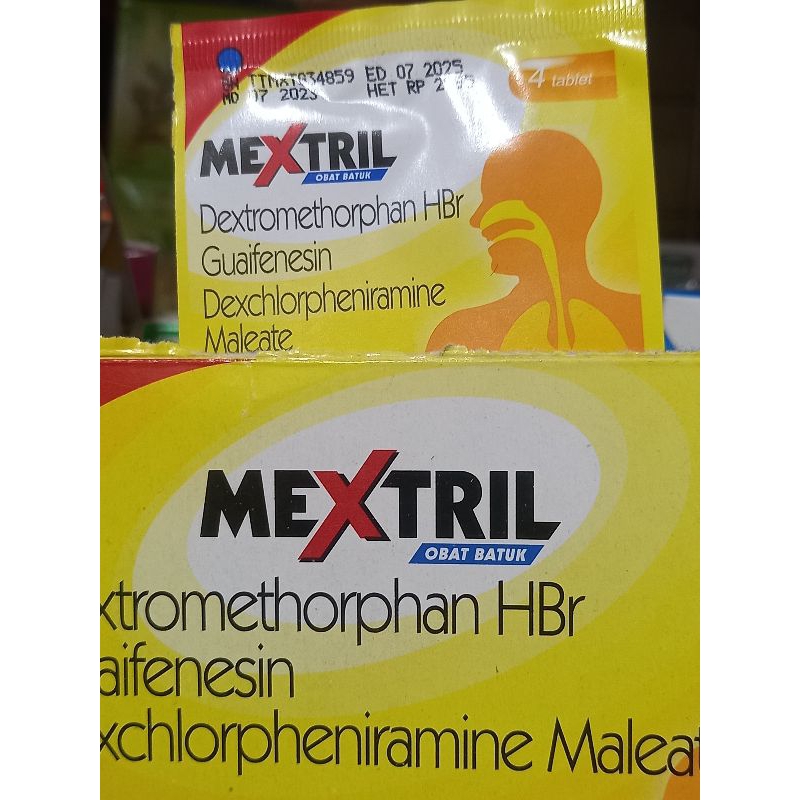 ED 07 2025
MD 07 2023 HET RP
4 tablet
MEXTRIL
OBAT BATUK
Dextromethorphan HBr
Guaifenesin
Dexchlorpheniramine
Maleate
MEXTRIL
OBAT BATUK
xtromethorphan HBr
aifenesin
xchlorpheniramine Maleat